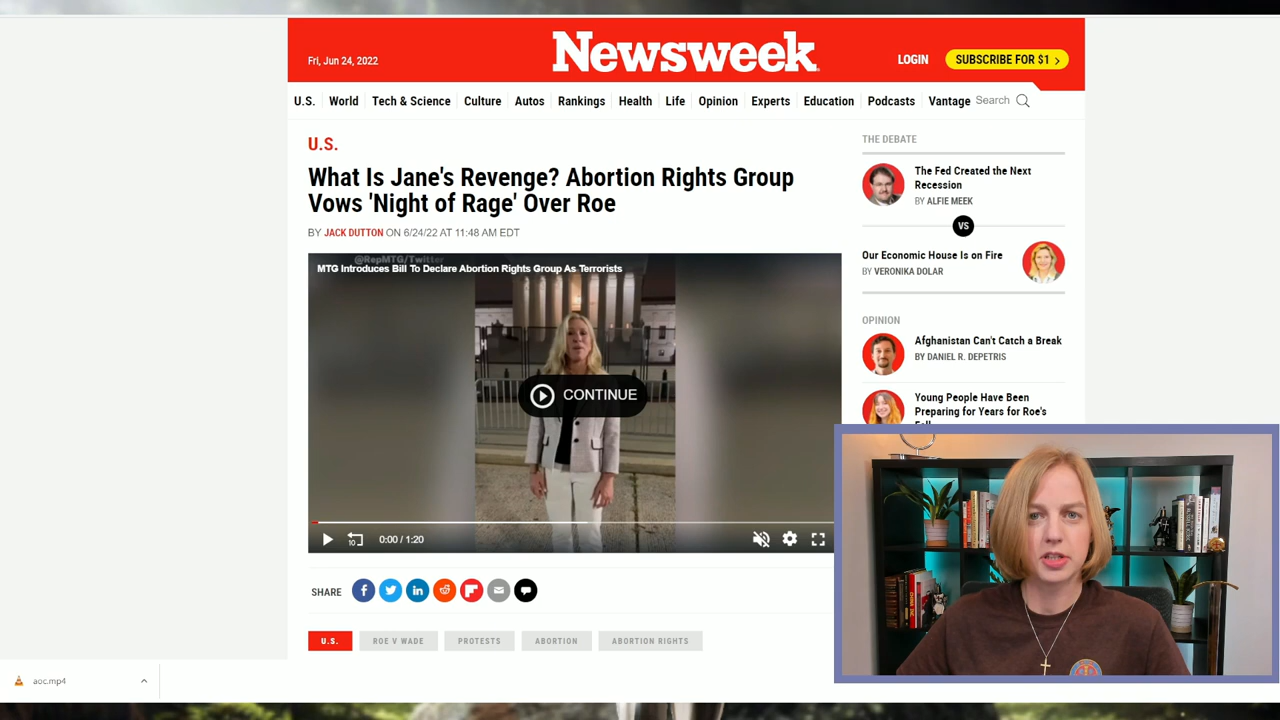 Newsweek
Fri, Jun 24, 2022
LOGIN
SUBSCRIBE FOR $1 >
U.S. World Tech & Science Culture Autos Rankings Health Life Opinion Experts Education Podcasts Vantage Search
U.S.
What Is Jane's Revenge? Abortion Rights Group
Vows 'Night of Rage' Over Roe
BY JACK DUTTON ON 6/24/22 AT 11:48 AM EDT
@RepMTG/Twitter
MTG Introduces Bill To Declare Abortion Rights Group As Terrorists
CONTINUE
10
0:00 / 1:20
SHARE
U.S. ROE V WADE PROTESTS ABORTION ABORTION RIGHTS
THE DEBATE
The Fed Created the Next
Recession
BY ALFIE MEEK
VS
Our Economic House Is on Fire
BY VERONIKA DOLAR
OPINION
Afghanistan Can't Catch a Break
BY DANIEL R. DEPETRIS
Young People Have Been
Preparing for Years for Roe's
aoc.mp4